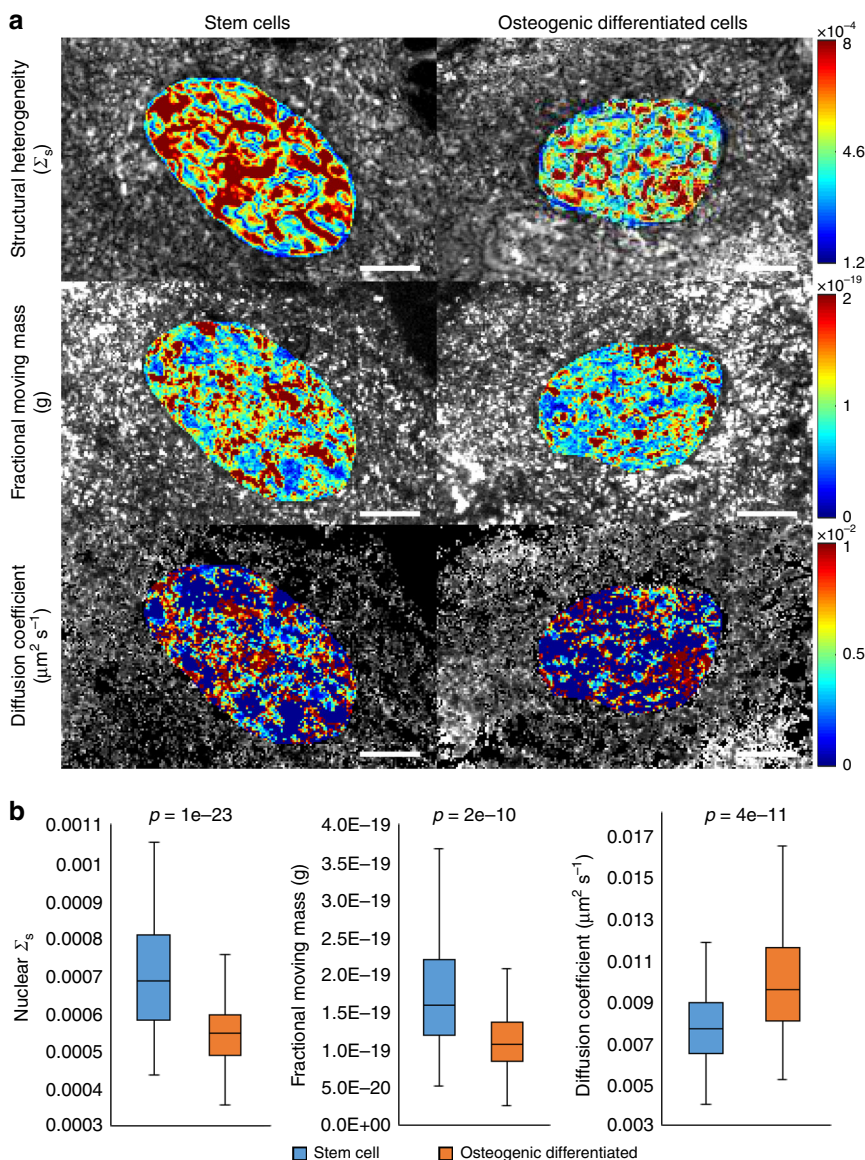 a
Stem cells
Osteogenic differentiated cells
Structural heterogeneity
(Σs)
×10–4
8
4.6
1.2
Fractional moving mass
(g)
×10–19
2
1
0
Diffusion coefficient
(μm2 s–1)
×10–2
1
0.5
0
b
p = 1e–23
Nuclear Σs
0.0011
0.001
0.0009
0.0008
0.0007
0.0006
0.0005
0.0004
0.0003
p = 2e–10
Fractional moving mass (g)
4.0E–19
3.5E–19
3.0E–19
2.5E–19
2.0E–19
1.5E–19
1.0E–19
5.0E–20
0.0E+00
p = 4e–11
Diffusion coefficient (μm2 s–1)
0.017
0.015
0.013
0.011
0.009
0.007
0.005
0.003
Stem cell
Osteogenic differentiated